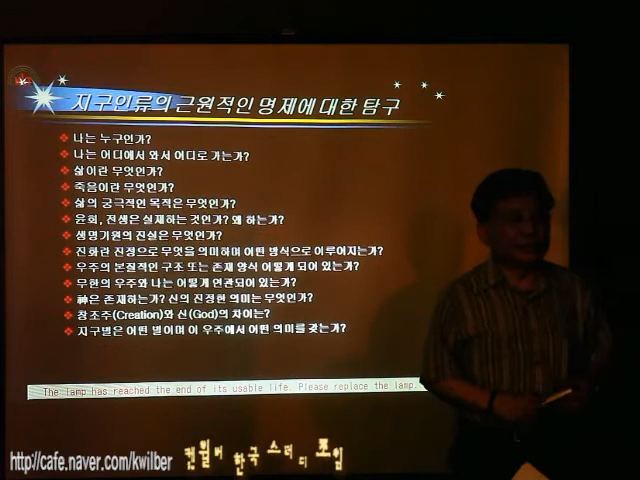 지구인류의 근원적인 명제에 대한 탐구
나는 누구인가?
나는 어디에서 와서 어디로 가는가?
삶이란 무엇인가?
죽음이란 무엇인가?
삶의 궁극적인 목적은 무엇인가?
윤회, 전생은 실재하는 것인가? 왜 하는가?
생명기원의 진실은 무엇인가?
진화란 진정으로 무엇을 의미하며 어떤 방식으로 이루어지는가?
우주의 본질적인 구조 또는 존재 양식 어떻게 되어 있는가?
무한의 우주와 나는 어떻게 연관되어 있는가?
神은 존재하는가? 신의 진정한 의미는 무엇인가?
창조주(Creation)와 신(God)의 차이는?
지구별은 어떤 별이며 이 우주에서 어떤 의미를 갖는가?
The lamp has reached the end of its usable life. Please replace the lamp.
http://cafe.naver.com/kwilber 켄윌버 한국 스터디 모임